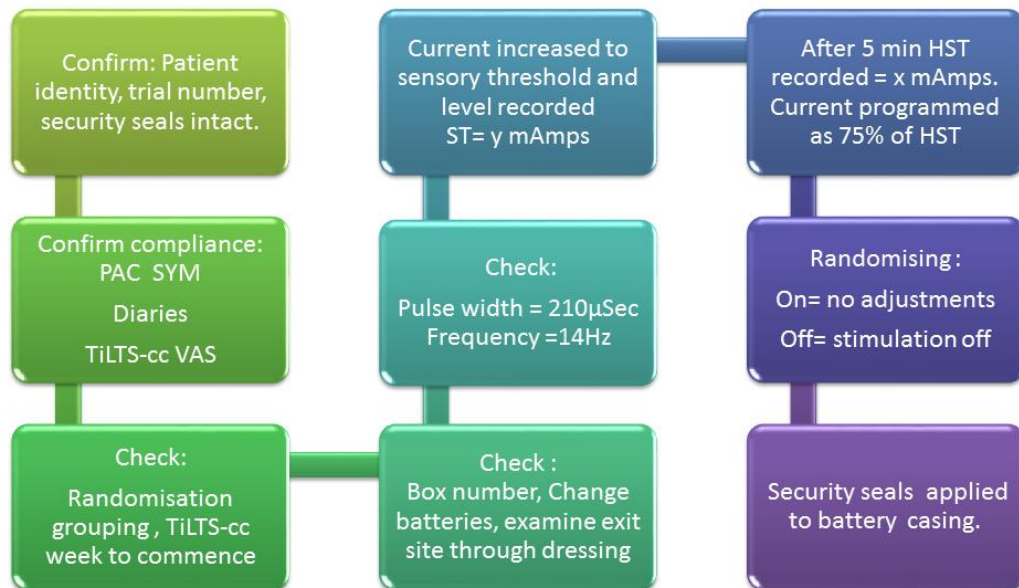 Confirm: Patient
identity, trial number,
security seals intact.
Confirm compliance:
PAC SYM
Diaries
TiLTS-cc VAS
Check:
Randomisation
grouping , TiLTS-cc
week to commence
Check :
Box number, Change
batteries, examine exit
site through dressing
Check:
Pulse width = 210µSec
Frequency =14Hz
Current increased to
sensory threshold and
level recorded
ST= y mAmps
After 5 min HST
recorded = x mAmps.
Current programmed
as 75% of HST
Randomising :
On= no adjustments
Off= stimulation off
Security seals applied
to battery casing.